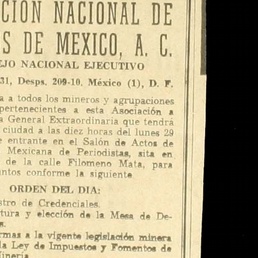 CION NACIONAL DE
S DE MEXICO, A. C.
EJO NACIONAL EJECUTIVO
31, Desps. 209-10, México (1), D. F.
a a todos los mineros y agrupaciones
pertenecientes a esta Asociación a
a General Extraordinaria que tendrá
ciudad a las diez horas del lunes 29
e entrante en el Salón de Actos de
Mexicana de Periodistas, sita en
de la calle Filomeno Mata, para
untos conforme la siguiente
ORDEN DEL DIA:
stro de Credenciales.
tura y elección de la Mesa de De-
s.
rmas a la vigente legislación minera
la Ley de Impuestos y Fomentos de
inería.